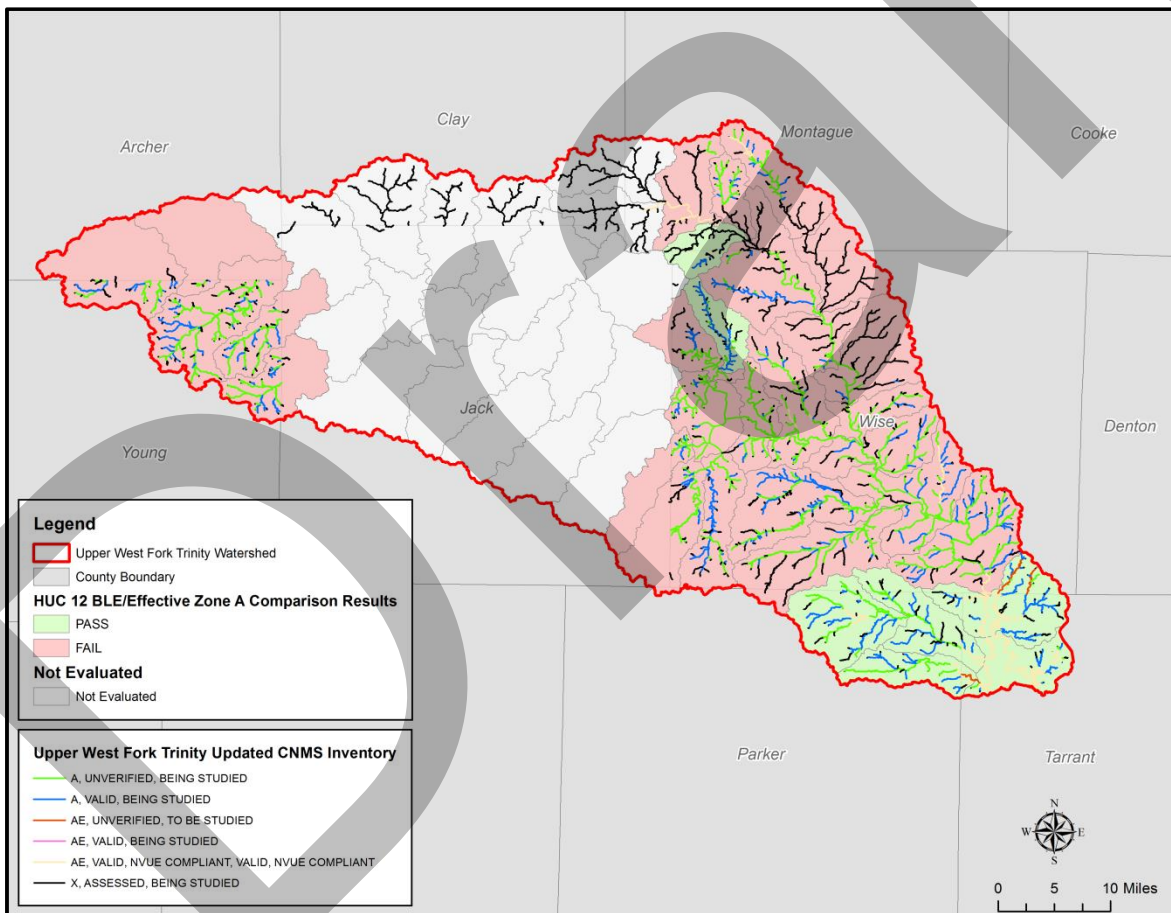 Clay
Montague
Cooke
Archer
Jack
Wise
Denton
Young
Parker
Tarrant
Legend
Upper West Fork Trinity Watershed
County Boundary
HUC 12 BLE/Effective Zone A Comparison Results
PASS
FAIL
Not Evaluated
Not Evaluated
Upper West Fork Trinity Updated CNMS Inventory
A, UNVERIFIED, BEING STUDIED
A, VALID, BEING STUDIED
AE, UNVERIFIED, TO BE STUDIED
AE, VALID, BEING STUDIED
AE, VALID, NVUE COMPLIANT, VALID, NVUE COMPLIANT
X, ASSESSED, BEING STUDIED
N
W E
S
0 5 10 Miles
Draft